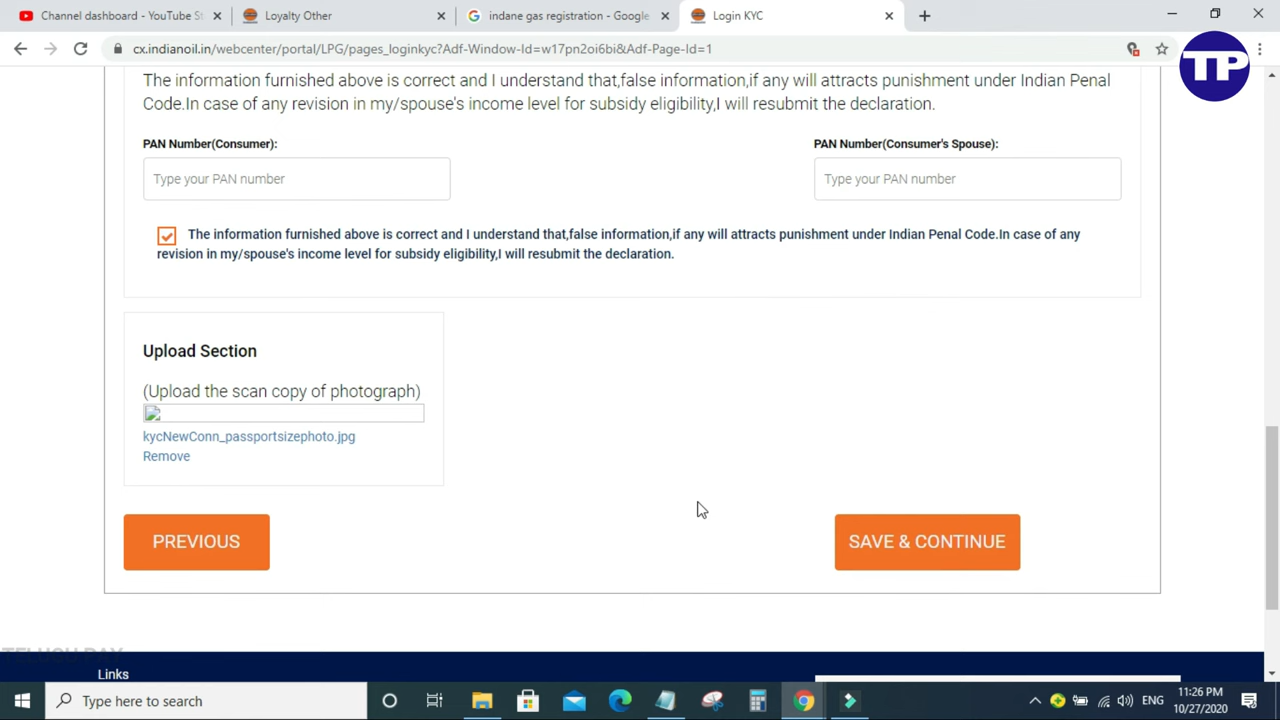 Channel dashboard - YouTube St
Loyalty Other
indane gas registration - Google
Login KYC
cx.indianoil.in/webcenter/portal/LPG/pages_loginkyc?Adf-Window-Id=w17pn2oi6bi&Adf-Page-Id=1
TP
The information furnished above is correct and I understand that,false information,if any will attracts punishment under Indian Penal
Code.In case of any revision in my/spouse's income level for subsidy eligibility,I will resubmit the declaration.
PAN Number(Consumer):
PAN Number(Consumer's Spouse):
Type your PAN number
Type your PAN number
The information furnished above is correct and I understand that,false information,if any will attracts punishment under Indian Penal Code.In case of any
revision in my/spouse's income level for subsidy eligibility,I will resubmit the declaration.
Upload Section
(Upload the scan copy of photograph)
kycNewConn_passportsizephoto.jpg
Remove
PREVIOUS
SAVE & CONTINUE
TELUGU PAY
Links
Type here to search
ENG
11:26 PM
10/27/2020